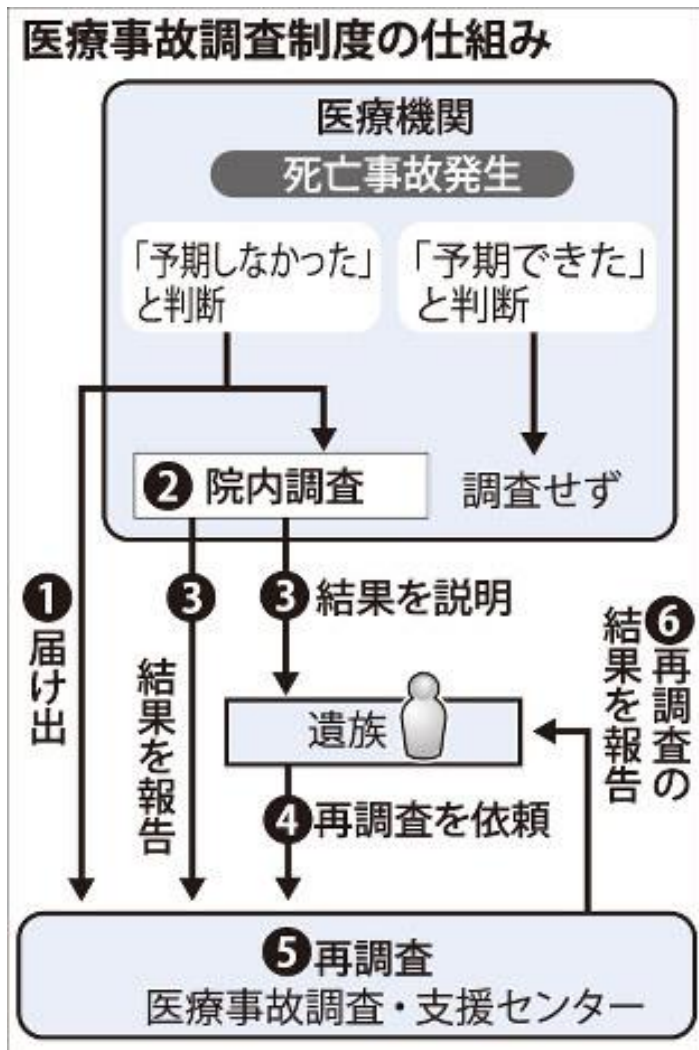 医療事故調査制度の仕組み
医療機関
死亡事故発生
「予期しなかった」
と判断
「予期できた」
と判断
❷院内調査
調査せず
❶届け出
❸結果を報告
❸結果を説明
遺族
❹再調査を依頼
❻再調査の
結果を報告
❺再調査
医療事故調査・支援センター